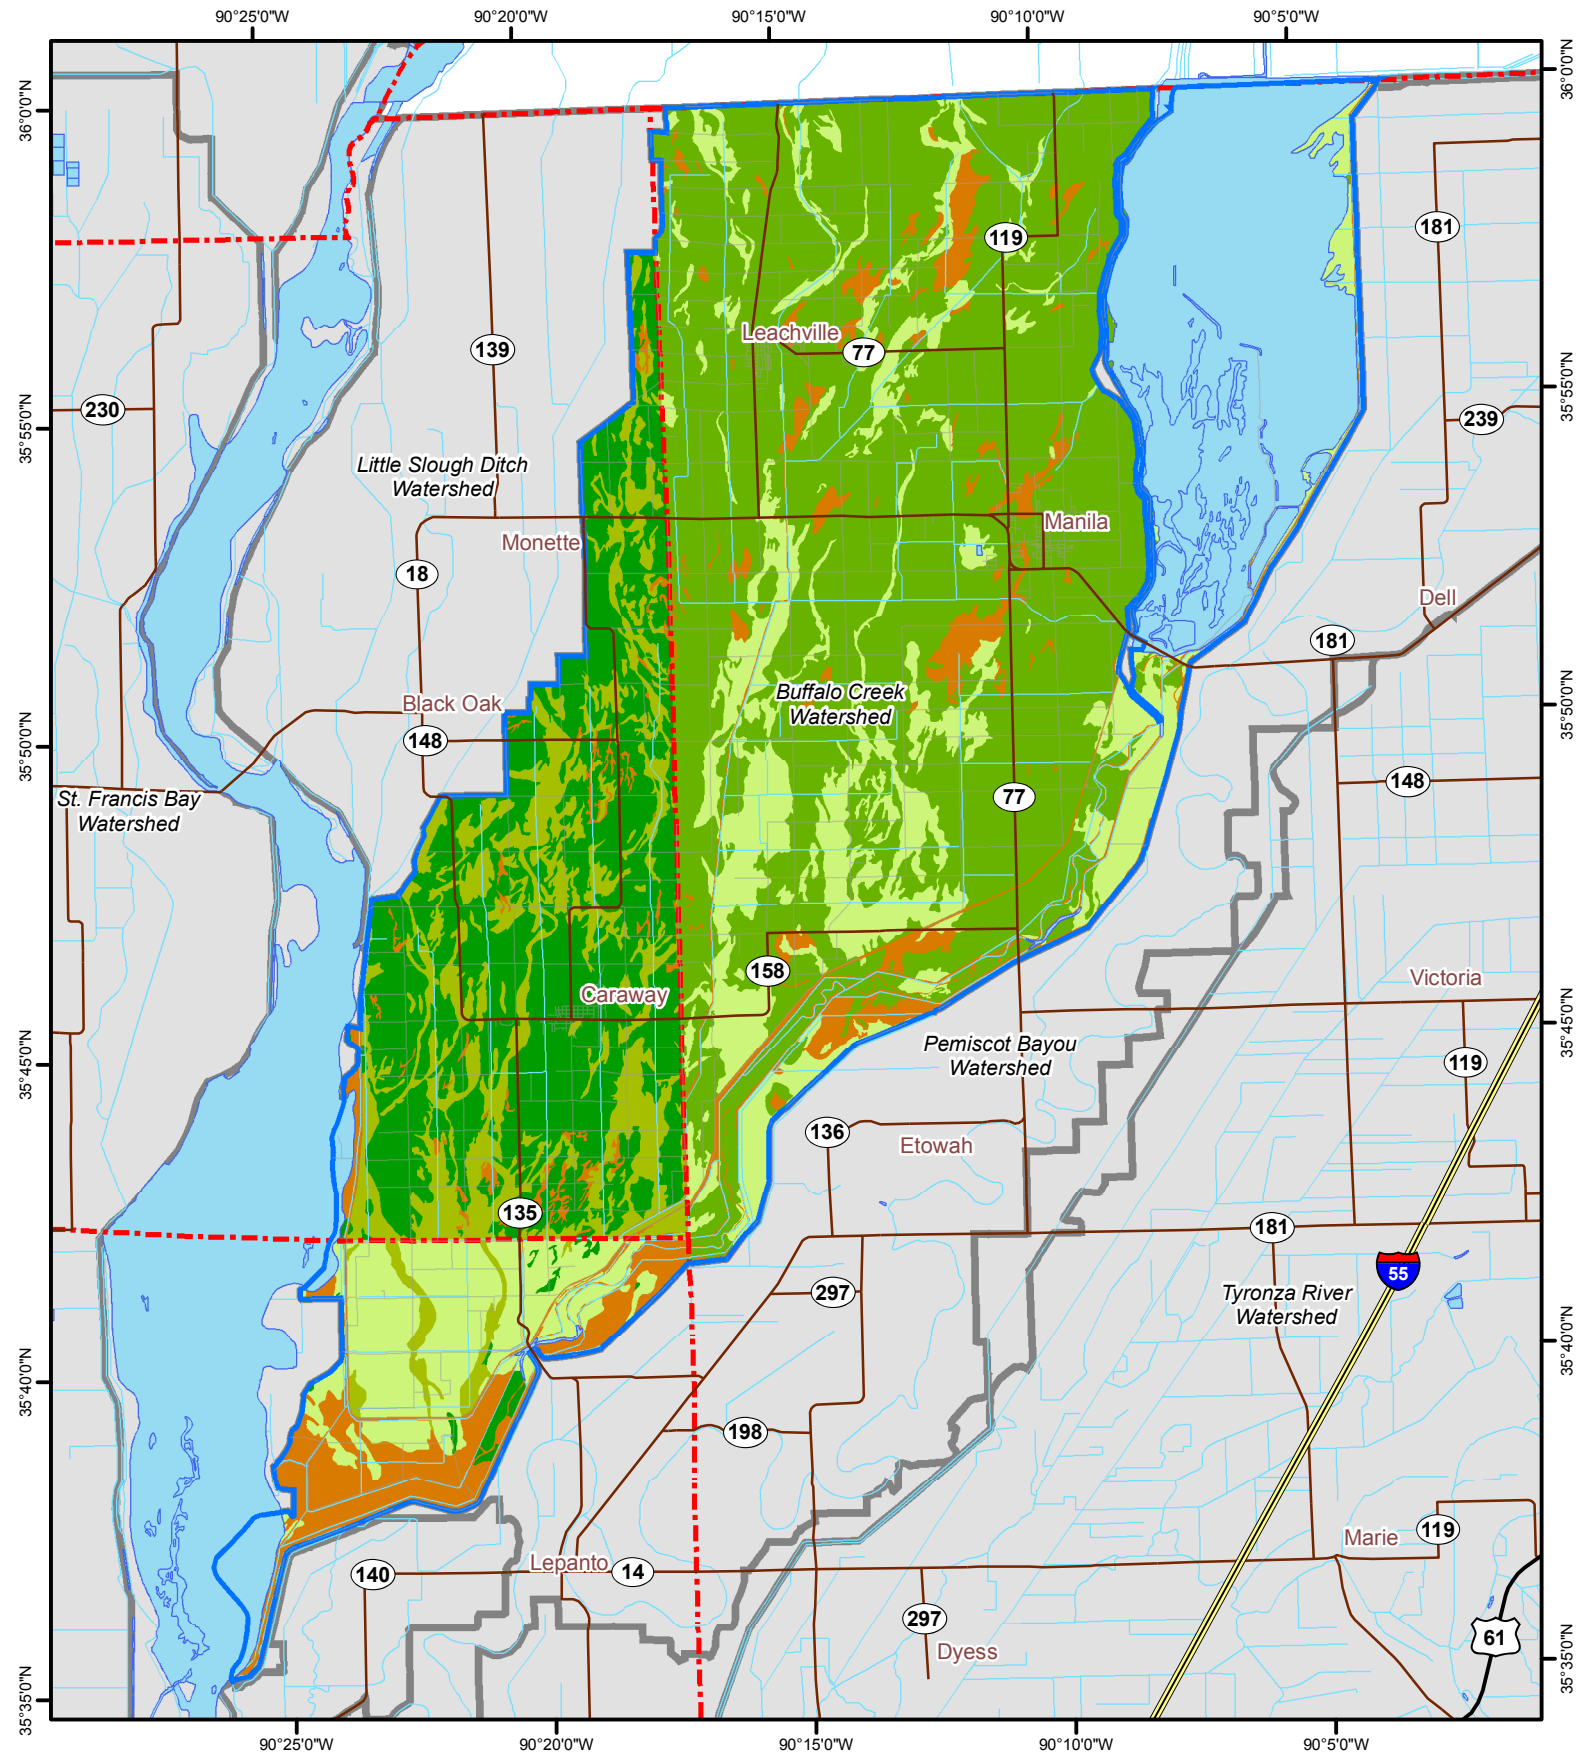 90°25'0"W
90°20'0"W
90°15'0"W
90°10'0"W
90°5'0"W
36°0'0"N
36°0'0"N
181
119
Leachville
77
139
230
35°55'0"N
35°55'0"N
239
Little Slough Ditch
Watershed
Manila
Monette
18
Dell
181
Buffalo Creek
Watershed
Black Oak
148
35°50'0"N
35°50'0"N
148
77
St. Francis Bay
Watershed
158
Victoria
Caraway
35°45'0"N
35°45'0"N
Pemiscot Bayou
Watershed
119
136
Etowah
135
181
55
297
Tyronza River
Watershed
35°40'0"N
35°40'0"N
198
119
Marie
Lepanto
14
140
297
61
Dyess
35°35'0"N
35°35'0"N
90°25'0"W
90°20'0"W
90°15'0"W
90°10'0"W
90°5'0"W